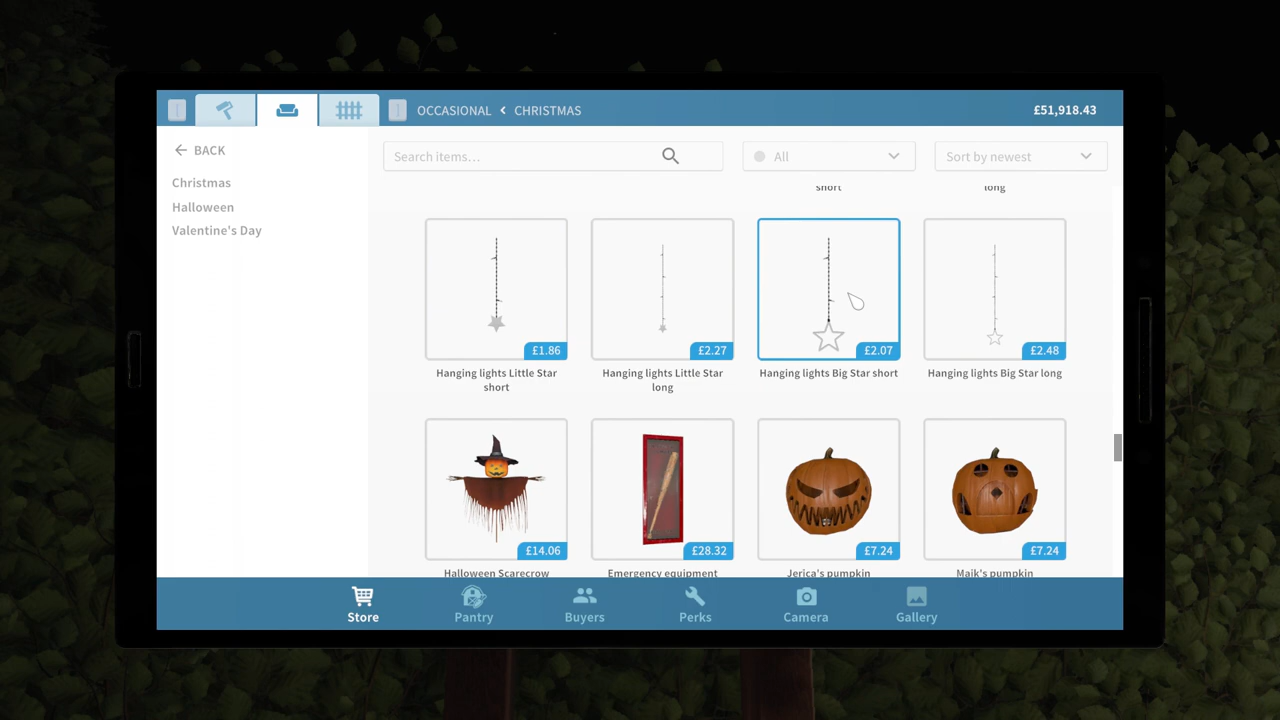 OCCASIONAL < CHRISTMAS
£51,918.43
BACK
Christmas
Halloween
Valentine's Day
Search items...
All
Sort by newest
short
long
£1.86
£2.27
£2.07
£2.48
Hanging lights Little Star
short
Hanging lights Little Star
long
Hanging lights Big Star short
Hanging lights Big Star long
£14.06
£28.32
£7.24
£7.24
Halloween Scarecrow
Emergency equipment
Jerica's pumpkin
Maik's pumpkin
Store
Pantry
Buyers
Perks
Camera
Gallery